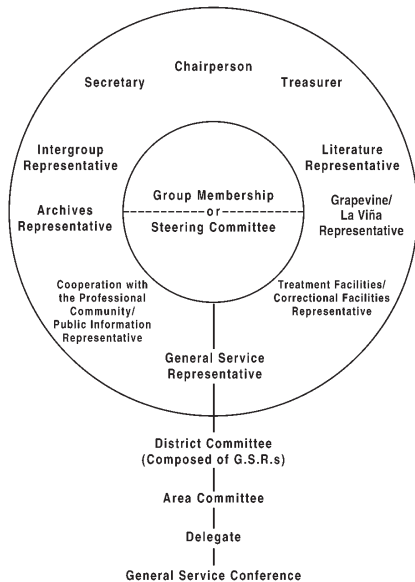 Chairperson
Secretary
Treasurer
Intergroup
Representative
Literature
Representative
Group Membership
or
Steering Committee
Archives
Representative
Grapevine/
La Viña
Representative
Cooperation with
the Professional
Community/
Public Information
Representative
Treatment Facilities/
Correctional Facilities
Representative
General Service
Representative
District Committee
(Composed of G.S.R.s)
Area Committee
Delegate
General Service Conference